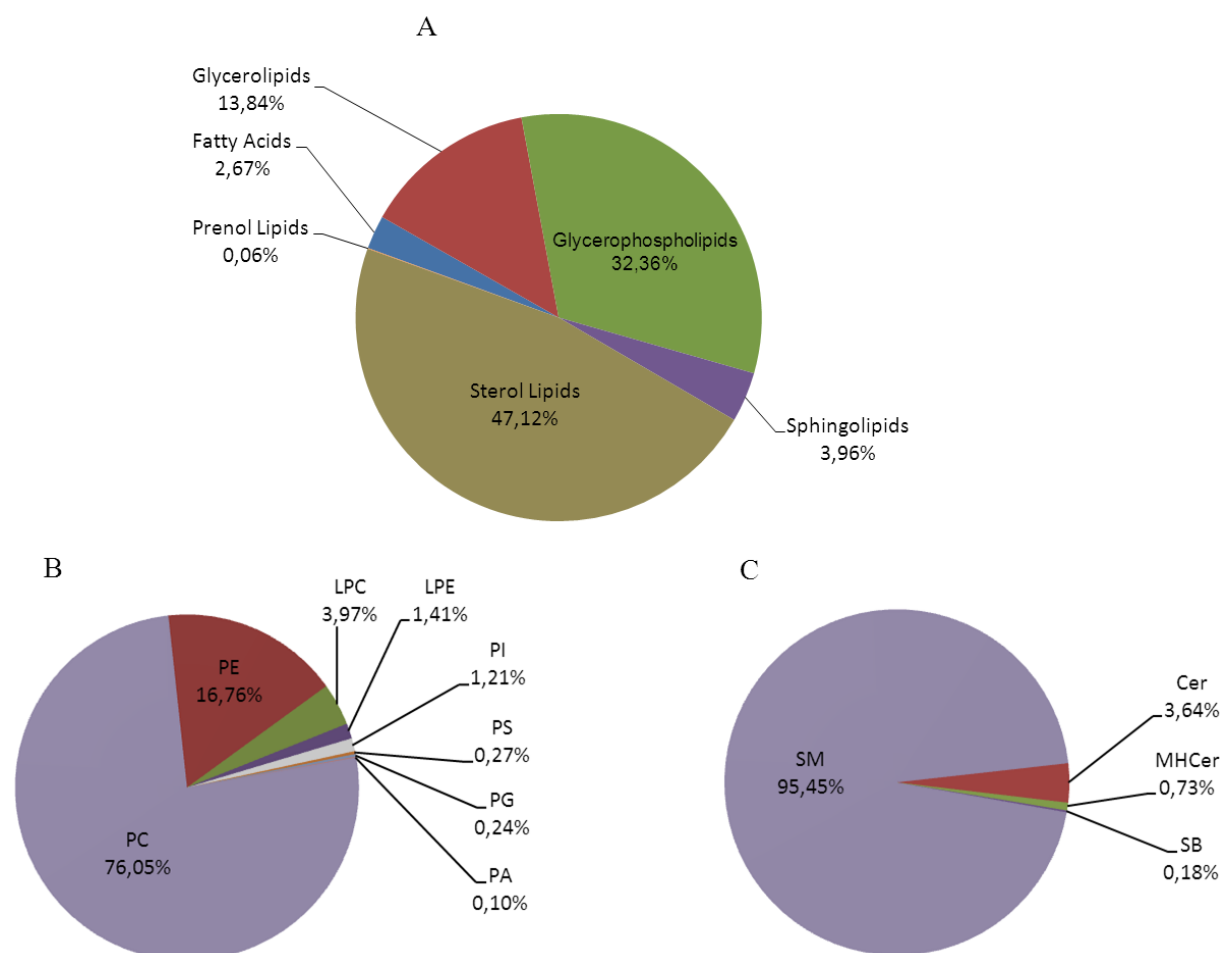 A
Glycerolipids
13,84%
Fatty Acids
2,67%
Prenol Lipids
0,06%
Glycerophospholipids
32,36%
Sterol Lipids
47,12%
Sphingolipids
3,96%
B
LPC
3,97%
LPE
1,41%
PE
16,76%
PI
1,21%
PS
0,27%
PG
0,24%
PA
0,10%
PC
76,05%
C
SM
95,45%
Cer
3,64%
MHCer
0,73%
SB
0,18%